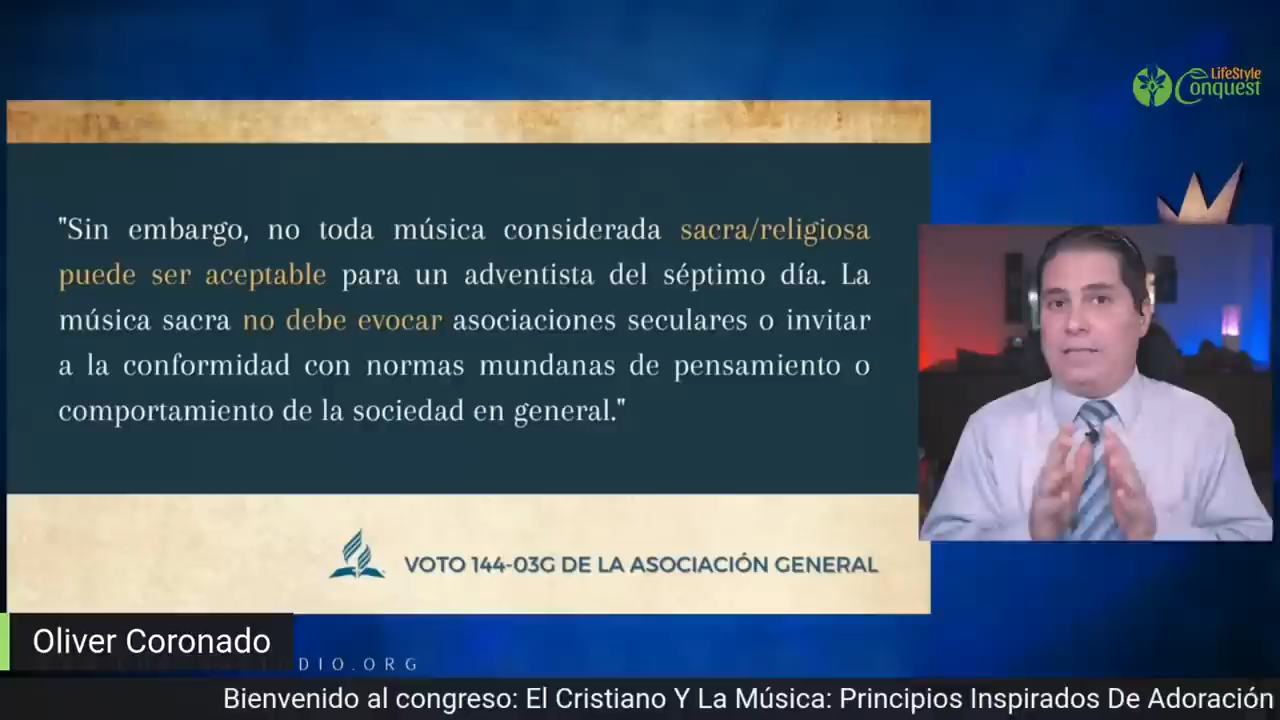 LifeStyle
Conquest
"Sin embargo, no toda música considerada sacra/religiosa
puede ser aceptable para un adventista del séptimo día. La
música sacra no debe evocar asociaciones seculares o invitar
a la conformidad con normas mundanas de pensamiento o
comportamiento de la sociedad en general."
VOTO 144-03G DE LA ASOCIACIÓN GENERAL
Oliver Coronado
DIO.ORG
Bienvenido al congreso: El Cristiano Y La Música: Principios Inspirados De Adoración